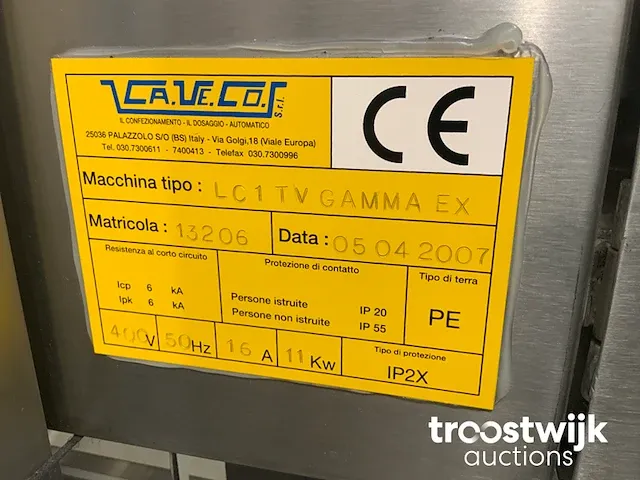 CA.VE.CO. S.r.l.
IL CONFEZIONAMENTO - IL DOSAGGIO - AUTOMATICO
25036 PALAZZOLO S/O (BS) Italy - Via Golgi,18 (Viale Europa)
Tel. 030.7300611 - 7400413 - Telefax 030.7300996
CE
Macchina tipo : LC1 TV GAMMA EX
Matricola : 13206
Data : 05 04 2007
Resistenza al corto circuito
Icp 6 kA
Ipk 6 kA
Protezione di contatto
Persone istruite IP 20
Persone non istruite IP 55
Tipo di terra
PE
400V
50Hz
16 A
11 Kw
Tipo di protezione
IP2X
troostwijk
auctions